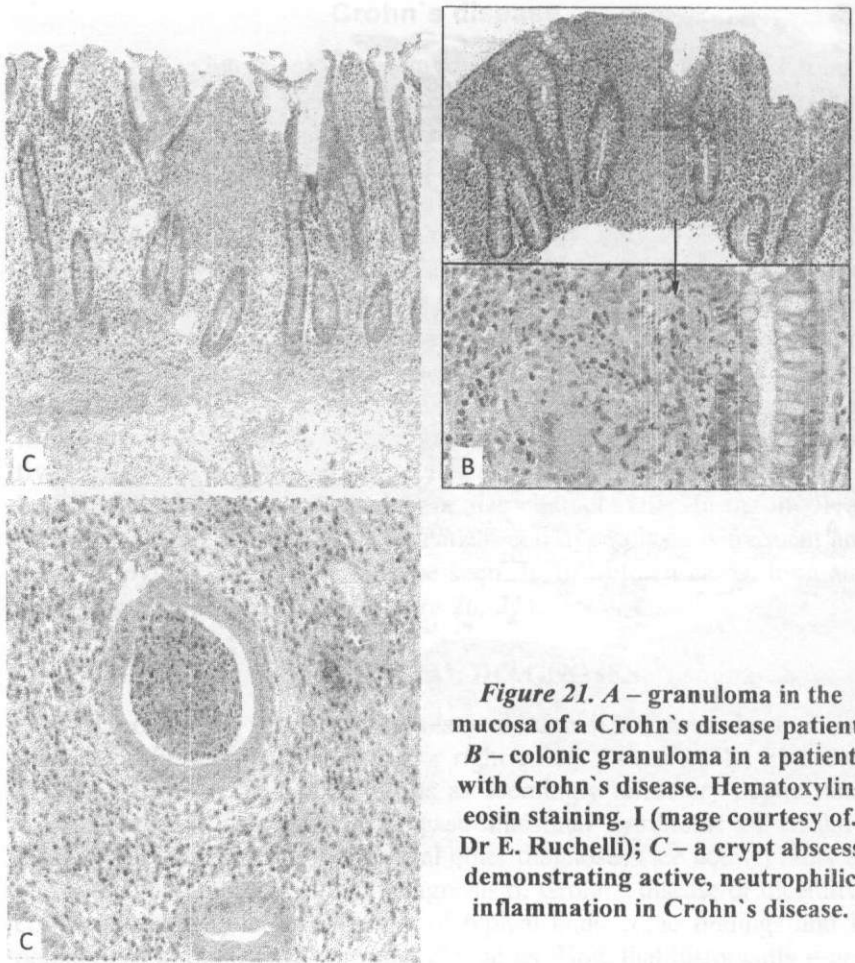 C
B
C
Figure 21. A – granuloma in the
mucosa of a Crohn`s disease patient
B – colonic granuloma in a patient
with Crohn`s disease. Hematoxylin
eosin staining. I (mage courtesy of.
Dr E. Ruchelli); C – a crypt abscess
demonstrating active, neutrophilic
inflammation in Crohn`s disease.